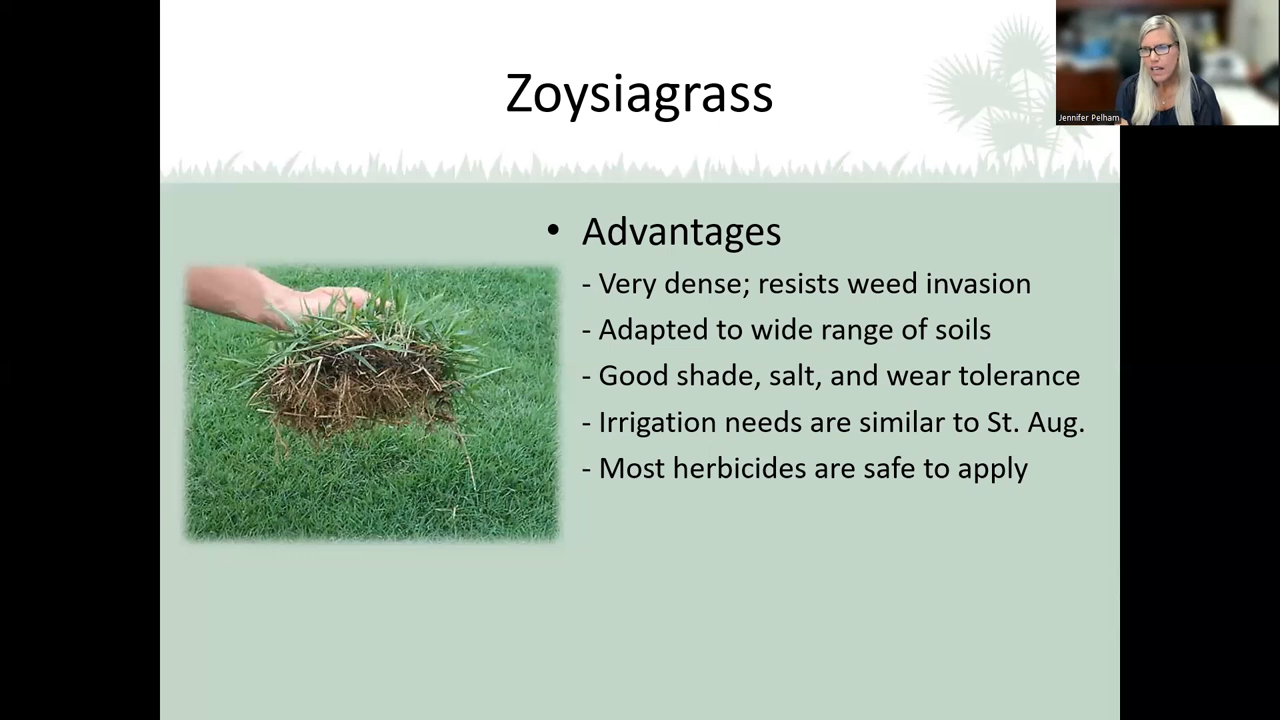 Zoysiagrass
Jennifer Pelham
• Advantages
- Very dense; resists weed invasion
- Adapted to wide range of soils
- Good shade, salt, and wear tolerance
- Irrigation needs are similar to St. Aug.
- Most herbicides are safe to apply